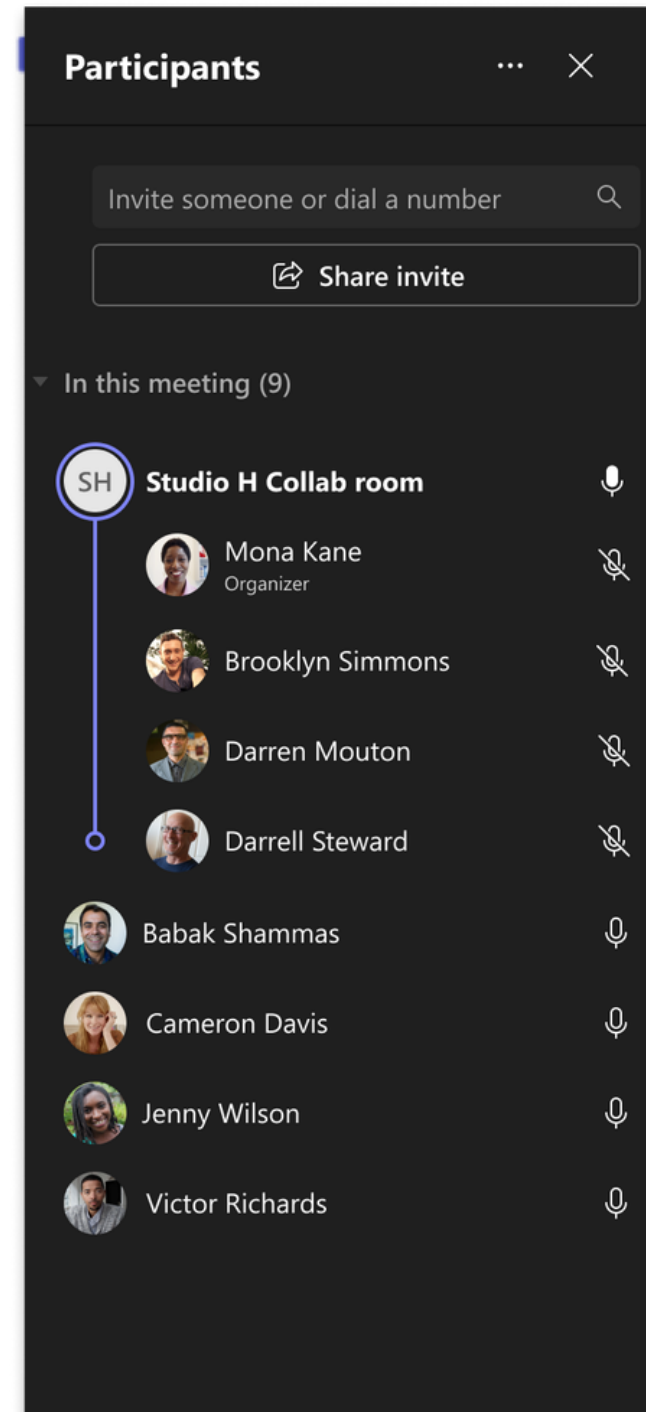 Participants
Invite someone or dial a number
Share invite
In this meeting (9)
SH Studio H Collab room
Mona Kane
Organizer
Brooklyn Simmons
Darren Mouton
Darrell Steward
Babak Shammas
Cameron Davis
Jenny Wilson
Victor Richards